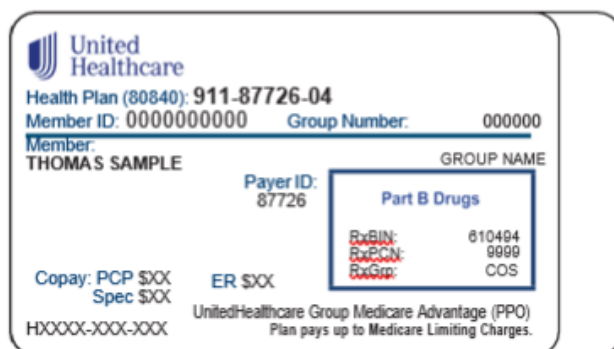 United
Healthcare
Health Plan (80840): 911-87726-04
Member ID: 0000000000 Group Number: 000000
Member:
THOMAS SAMPLE GROUP NAME
Payer ID:
87726
Part B Drugs
RxBIN: 610494
RxPCN: 9999
RxGrp: COS
Copay: PCP $XX ER $XX
Spec $XX
UnitedHealthcare Group Medicare Advantage (PPO)
HXXXX-XXX-XXX Plan pays up to Medicare Limiting Charges.